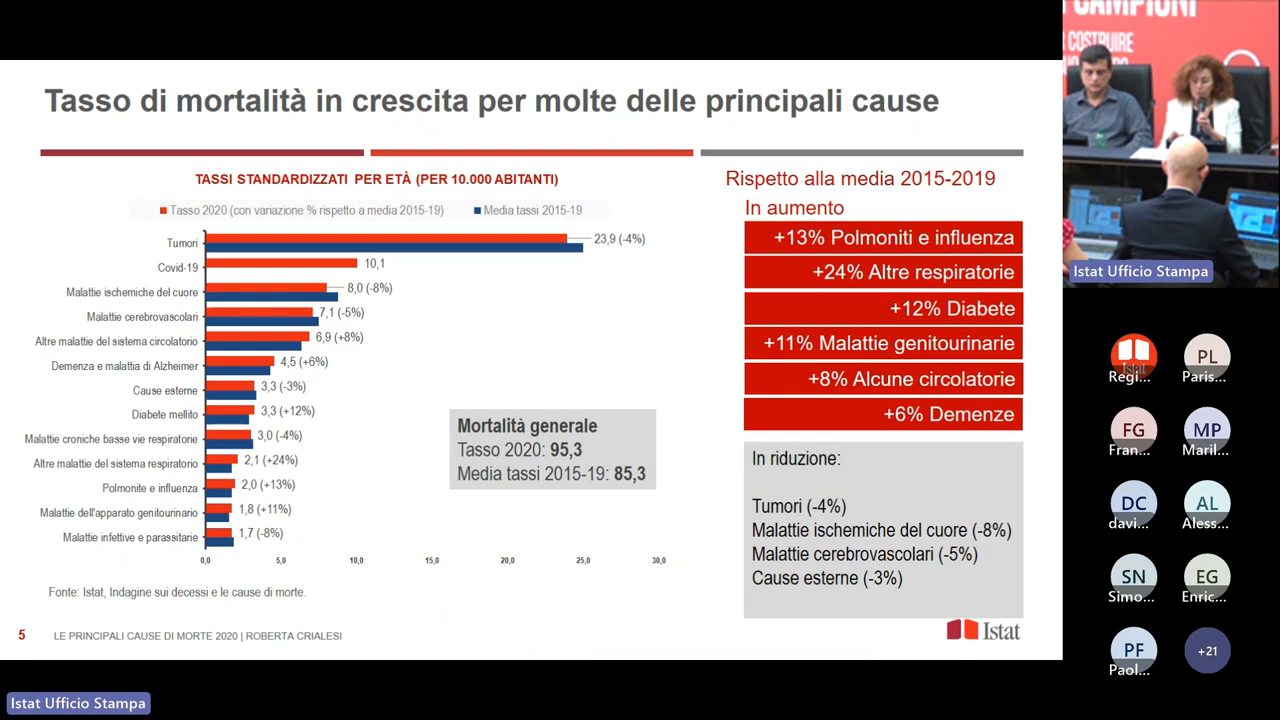 CAMPIONI
COSTRUIRE
Tasso di mortalità in crescita per molte delle principali cause
TASSI STANDARDIZZATI PER ETÀ (PER 10.000 ABITANTI)
Tasso 2020 (con variazione % rispetto a media 2015-19)
Media tassi 2015-19
Tumori
23,9 (-4%)
Covid-19
10,1
Malattie ischemiche del cuore
8,0 (-8%)
Malattie cerebrovascolari
7,1 (-5%)
Altre malattie del sistema circolatorio
6,9 (+8%)
Demenza e malattia di Alzheimer
4,5 (+6%)
Cause esterne
3,3 (-3%)
Diabete mellito
3,3 (+12%)
Malattie croniche basse vie respiratorie
3,0 (-4%)
Altre malattie del sistema respiratorio
2,1 (+24%)
Polmonite e influenza
2,0 (+13%)
Malattie dell'apparato genitourinario
1,8 (+11%)
Malattie infettive e parassitarie
1,7 (-8%)
0,0 5,0 10,0 15,0 20,0 25,0 30,0
Mortalità generale
Tasso 2020: 95,3
Media tassi 2015-19: 85,3
Fonte: Istat, Indagine sui decessi e le cause di morte.
Rispetto alla media 2015-2019
In aumento
+13% Polmoniti e influenza
+24% Altre respiratorie
+12% Diabete
+11% Malattie genitourinarie
+8% Alcune circolatorie
+6% Demenze
In riduzione:
Tumori (-4%)
Malattie ischemiche del cuore (-8%)
Malattie cerebrovascolari (-5%)
Cause esterne (-3%)
5
LE PRINCIPALI CAUSE DI MORTE 2020 | ROBERTA CRIALESI
Istat
Istat Ufficio Stampa
Istat
Regi...
PL
Paris...
FG
Fran...
MP
Maril...
DC
davi...
AL
Aless...
SN
Simo...
EG
Enric...
PF
Paol...
+21
Istat Ufficio Stampa